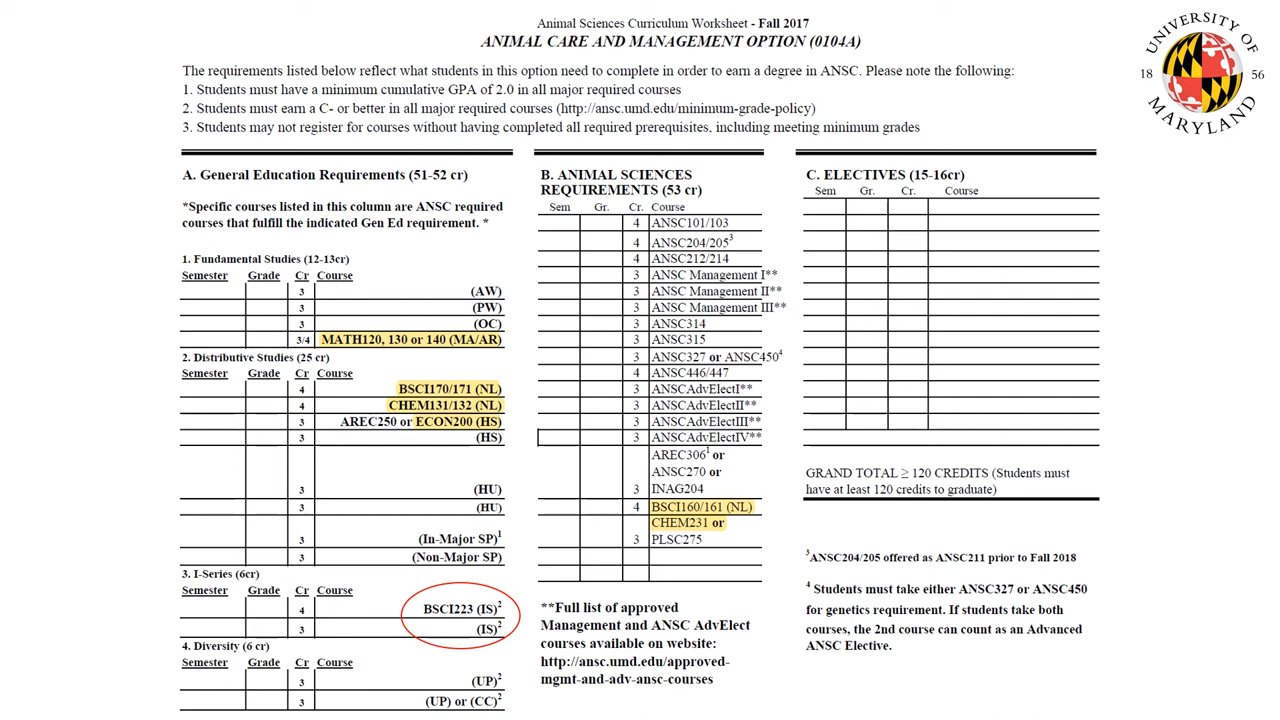 Animal Sciences Curriculum Worksheet - Fall 2017
ANIMAL CARE AND MANAGEMENT OPTION (0104A)
UNIVERSITY OF
18 56
MARYLAND
The requirements listed below reflect what students in this option need to complete in order to earn a degree in ANSC. Please note the following:
1. Students must have a minimum cumulative GPA of 2.0 in all major required courses
2. Students must earn a C- or better in all major required courses (http://ansc.umd.edu/minimum-grade-policy)
3. Students may not register for courses without having completed all required prerequisites, including meeting minimum grades
A. General Education Requirements (51-52 cr)
*Specific courses listed in this column are ANSC required
courses that fulfill the indicated Gen Ed requirement. *
1. Fundamental Studies (12-13cr)
Semester Grade Cr Course
3 (AW)
3 (PW)
3 (OC)
3/4 MATH120, 130 or 140 (MA/AR)
2. Distributive Studies (25 cr)
Semester Grade Cr Course
4 BSCI170/171 (NL)
4 CHEM131/132 (NL)
3 AREC250 or ECON200 (HS)
3 (HS)
3 (HU)
3 (HU)
3 (In-Major SP)1
3 (Non-Major SP)
3. I-Series (6cr)
Semester Grade Cr Course
4 BSCI223 (IS)2
3 (IS)2
4. Diversity (6 cr)
Semester Grade Cr Course
3 (UP)2
3 (UP) or (CC)2
B. ANIMAL SCIENCES
REQUIREMENTS (53 cr)
Sem Gr. Cr. Course
4 ANSC101/103
4 ANSC204/2053
4 ANSC212/214
3 ANSC Management I**
3 ANSC Management II**
3 ANSC Management III**
3 ANSC314
3 ANSC315
3 ANSC327 or ANSC4504
4 ANSC446/447
3 ANSCAdvElectI**
3 ANSCAdvElectII**
3 ANSCAdvElectIII**
3 ANSCAdvElectIV**
AREC3061 or
ANSC270 or
3 INAG204
4 BSCI160/161 (NL)
CHEM231 or
3 PLSC275
**Full list of approved
Management and ANSC AdvElect
courses available on website:
http://ansc.umd.edu/approved-
mgmt-and-adv-ansc-courses
C. ELECTIVES (15-16cr)
Sem Gr. Cr. Course
GRAND TOTAL ≥ 120 CREDITS (Students must
have at least 120 credits to graduate)
3ANSC204/205 offered as ANSC211 prior to Fall 2018
4 Students must take either ANSC327 or ANSC450
for genetics requirement. If students take both
courses, the 2nd course can count as an Advanced
ANSC Elective.